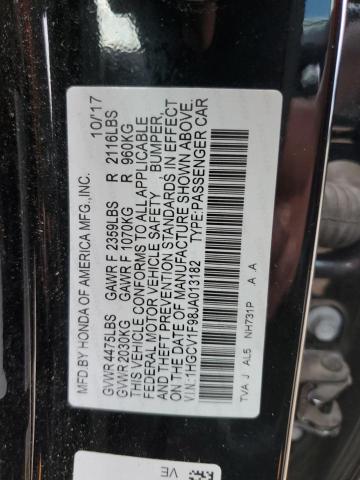 MFD BY HONDA OF AMERICA MFG.,INC. 10/17
GVWR 4475LBS GAWR F 2359LBS R 2116LBS
GVWR 2030KG GAWR F 1070KG R 960KG
THIS VEHICLE CONFORMS TO ALL APPLICABLE
FEDERAL MOTOR VEHICLE SAFETY, BUMPER,
AND THEFT PREVENTION STANDARDS IN EFFECT
ON THE DATE OF MANUFACTURE SHOWN ABOVE.
V I N: 1HGCV1F98JA013182 TYPE:PASSENGER CAR
TVA J AL5 NH731P A A
VE